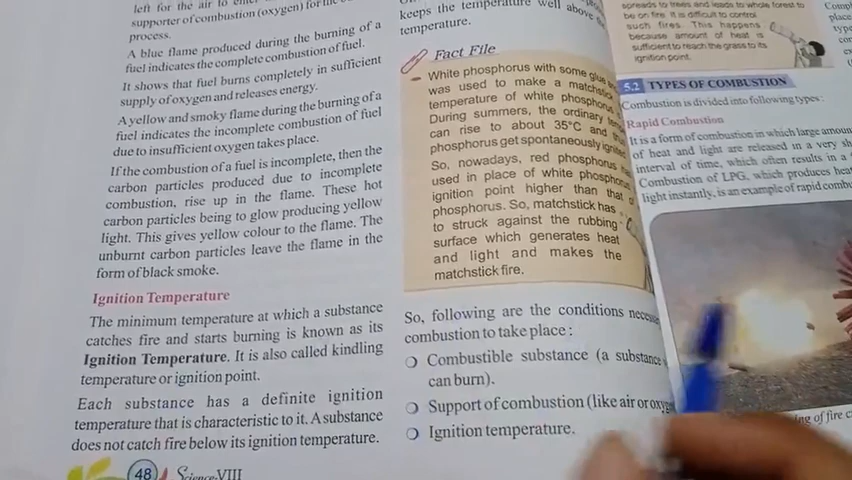 left for the air to enter
supporter of combustion (oxygen) for the
process.
A blue flame produced during the burning of a
fuel indicates the complete combustion of fuel.
It shows that fuel burns completely in sufficient
supply of oxygen and releases energy.
A yellow and smoky flame during the burning of a
fuel indicates the incomplete combustion of fuel
due to insufficient oxygen takes place.
If the combustion of a fuel is incomplete, then the
carbon particles produced due to incomplete
combustion, rise up in the flame. These hot
carbon particles being to glow producing yellow
light. This gives yellow colour to the flame. The
unburnt carbon particles leave the flame in the
form of black smoke.
Ignition Temperature
The minimum temperature at which a substance
catches fire and starts burning is known as its
Ignition Temperature. It is also called kindling
temperature or ignition point.
Each substance has a definite ignition
temperature that is characteristic to it. A substance
does not catch fire below its ignition temperature.
48 Science-VIII
keeps the temperature well above
temperature.
Fact File
White phosphorus with some glue
was used to make a matchstick
temperature of white phosphorus
During summers, the ordinary
can rise to about 35°C and
phosphorus get spontaneously
So, nowadays, red phosphorus
used in place of white phosphorus
ignition point higher than that
phosphorus. So, matchstick has
to struck against the rubbing
surface which generates heat
and light and makes the
matchstick fire.
So, following are the conditions
combustion to take place :
Combustible substance (a substance
can burn).
Support of combustion (like air or
Ignition temperature.
spreads to trees and leads to whole forest to
be on fire. It is difficult to control
such fires. This happens
because amount of heat is
sufficient to reach the grass to its
ignition point.
5.2 TYPES OF COMBUSTION
Combustion is divided into following types :
Rapid Combustion
It is a form of combustion in which large
of heat and light are released in a very
interval of time, which often results in a
Combustion of LPG, which produces
light instantly, is an example of rapid
of fire